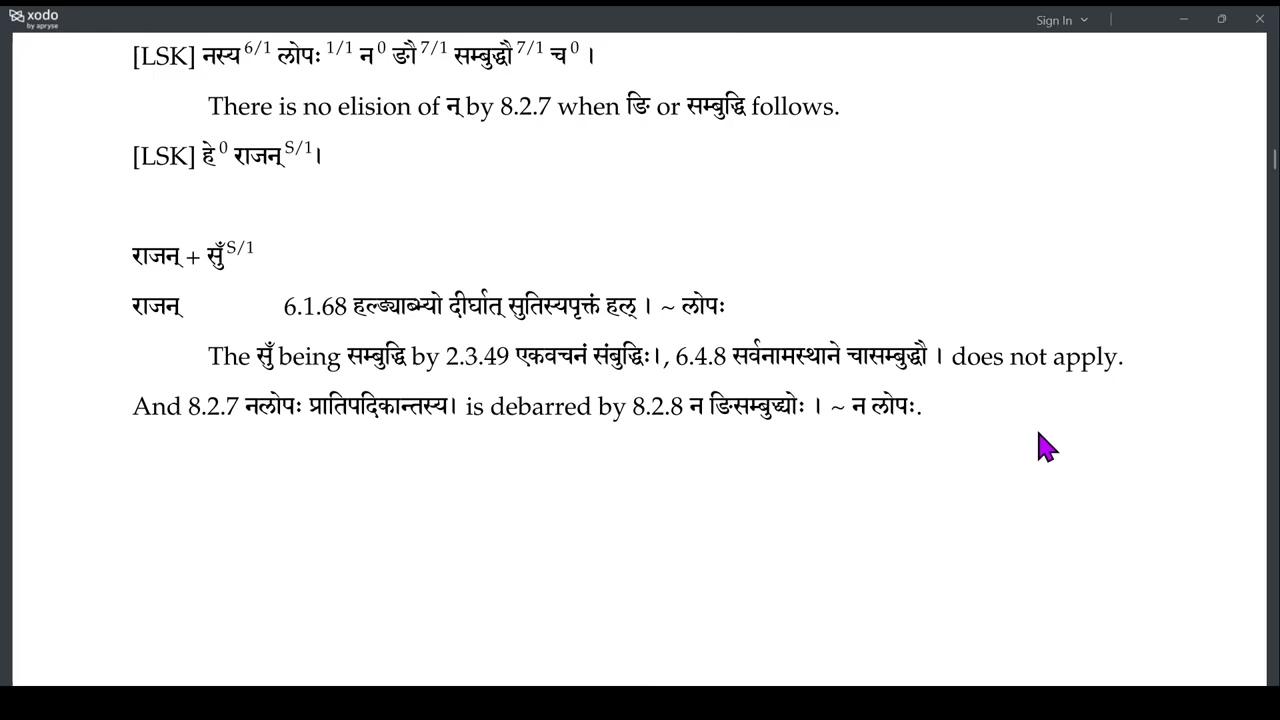 xodo
by apryse
Sign In
[LSK] नस्य 6/1 लोपः 1/1 न 0 ङौ 7/1 सम्बुद्धौ 7/1 च 0 ।
There is no elision of न् by 8.2.7 when ङि or सम्बुद्धि follows.
[LSK] हे 0 राजन् S/1।
राजन् + सुँ S/1
राजन् 6.1.68 हल्ङ्याब्भ्यो दीर्घात् सुतिस्यपृक्तं हल् । ~ लोपः
The सुँ being सम्बुद्धि by 2.3.49 एकवचनं संबुद्धिः।, 6.4.8 सर्वनामस्थाने चासम्बुद्धौ । does not apply.
And 8.2.7 नलोपः प्रातिपदिकान्तस्य। is debarred by 8.2.8 न ङिसम्बुद्ध्योः । ~ न लोपः.